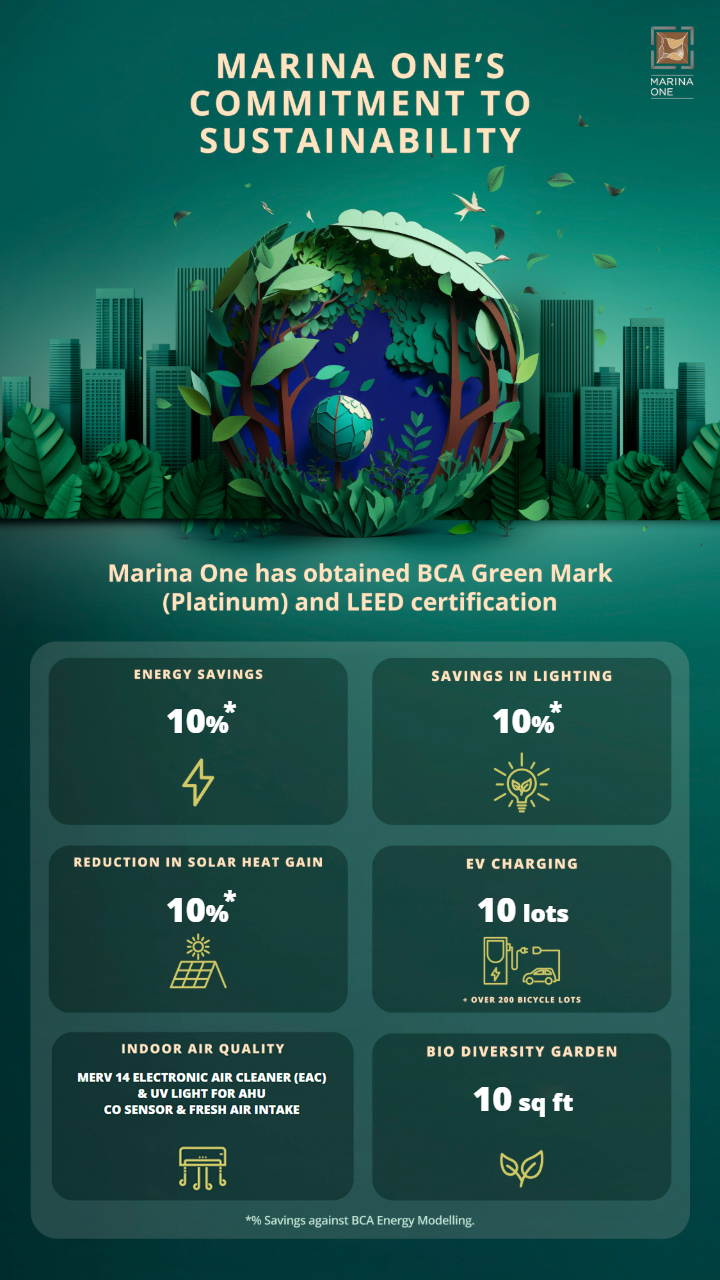 MARINA ONE’S
COMMITMENT TO
SUSTAINABILITY
MARINA
ONE
Marina One has obtained BCA Green Mark
(Platinum) and LEED certification
ENERGY SAVINGS
10%*
SAVINGS IN LIGHTING
10%*
REDUCTION IN SOLAR HEAT GAIN
10%*
EV CHARGING
10 lots
+ OVER 200 BICYCLE LOTS
INDOOR AIR QUALITY
MERV 14 ELECTRONIC AIR CLEANER (EAC)
& UV LIGHT FOR AHU
CO SENSOR & FRESH AIR INTAKE
BIO DIVERSITY GARDEN
10 sq ft
*% Savings against BCA Energy Modelling.